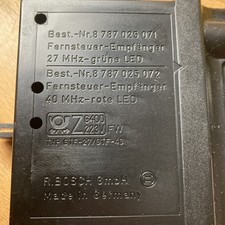 Best.-Nr.8 787 025 071
Fernsteuer-Empfänger
27 MHz-grüne LED
Best.-Nr.8 787 025 072
Fernsteuer-Empfänger
40 MHz-rote LED
Z
FW
R.BOSCH GmbH
Made in Germany